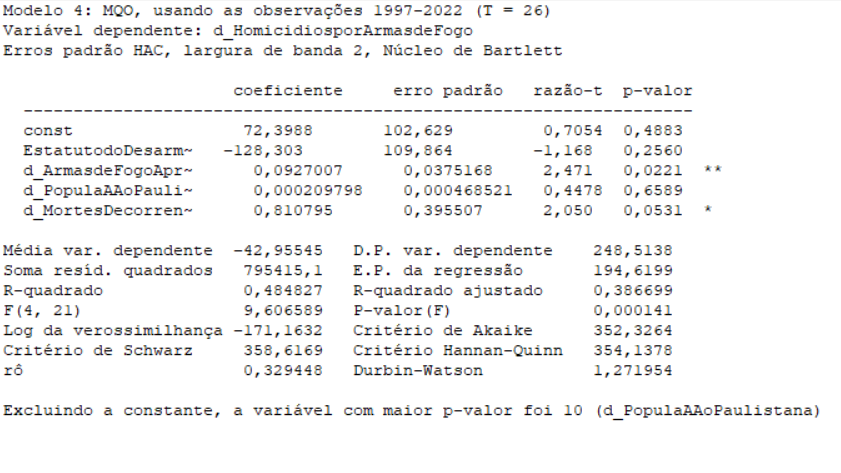 Modelo 4: MQO, usando as observações 1997-2022 (T = 26)
Variável dependente: d_HomicidiosporArmasdeFogo
Erros padrão HAC, largura de banda 2, Núcleo de Bartlett
coeficiente erro padrão razão-t p-valor
---------------------------------------------------------------------
const 72,3988 102,629 0,7054 0,4883
EstatutodoDesarm~ -128,303 109,864 -1,168 0,2560
d_ArmasdeFogoApr~ 0,0927007 0,0375168 2,471 0,0221 **
d_PopulaAAoPauli~ 0,000209798 0,000468521 0,4478 0,6589
d_MortesDecorren~ 0,810795 0,395507 2,050 0,0531 *
Média var. dependente -42,95545 D.P. var. dependente 248,5138
Soma resíd. quadrados 795415,1 E.P. da regressão 194,6199
R-quadrado 0,484827 R-quadrado ajustado 0,386699
F(4, 21) 9,606589 P-valor(F) 0,000141
Log da verossimilhança -171,1632 Critério de Akaike 352,3264
Critério de Schwarz 358,6169 Critério Hannan-Quinn 354,1378
rô 0,329448 Durbin-Watson 1,271954
Excluindo a constante, a variável com maior p-valor foi 10 (d_PopulaAAoPaulistana)